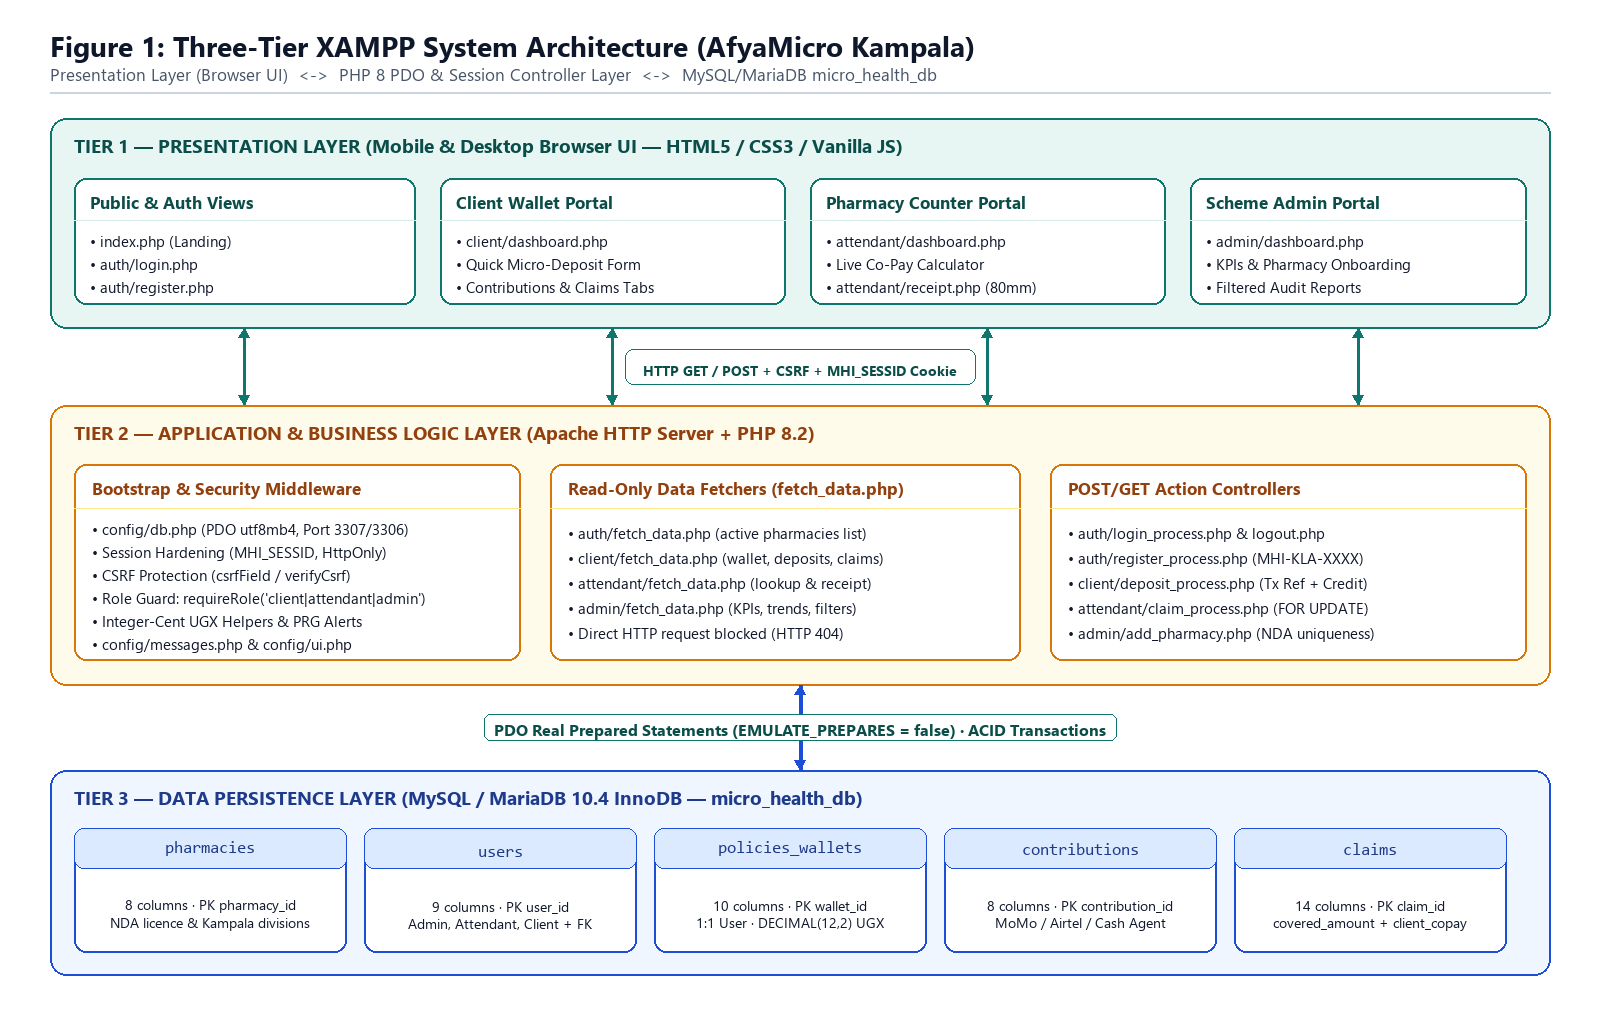 Figure 1: Three-Tier XAMPP System Architecture (AfyaMicro Kampala)
Presentation Layer (Browser UI) <-> PHP 8 PDO & Session Controller Layer <-> MySQL/MariaDB micro_health_db
TIER 1 — PRESENTATION LAYER (Mobile & Desktop Browser UI — HTML5 / CSS3 / Vanilla JS)
Public & Auth Views
• index.php (Landing)
• auth/login.php
• auth/register.php
Client Wallet Portal
• client/dashboard.php
• Quick Micro-Deposit Form
• Contributions & Claims Tabs
Pharmacy Counter Portal
• attendant/dashboard.php
• Live Co-Pay Calculator
• attendant/receipt.php (80mm)
Scheme Admin Portal
• admin/dashboard.php
• KPIs & Pharmacy Onboarding
• Filtered Audit Reports
HTTP GET / POST + CSRF + MHI_SESSID Cookie
TIER 2 — APPLICATION & BUSINESS LOGIC LAYER (Apache HTTP Server + PHP 8.2)
Bootstrap & Security Middleware
• config/db.php (PDO utf8mb4, Port 3307/3306)
• Session Hardening (MHI_SESSID, HttpOnly)
• CSRF Protection (csrfField / verifyCsrf)
• Role Guard: requireRole('client|attendant|admin')
• Integer-Cent UGX Helpers & PRG Alerts
• config/messages.php & config/ui.php
Read-Only Data Fetchers (fetch_data.php)
• auth/fetch_data.php (active pharmacies list)
• client/fetch_data.php (wallet, deposits, claims)
• attendant/fetch_data.php (lookup & receipt)
• admin/fetch_data.php (KPIs, trends, filters)
• Direct HTTP request blocked (HTTP 404)
POST/GET Action Controllers
• auth/login_process.php & logout.php
• auth/register_process.php (MHI-KLA-XXXX)
• client/deposit_process.php (Tx Ref + Credit)
• attendant/claim_process.php (FOR UPDATE)
• admin/add_pharmacy.php (NDA uniqueness)
PDO Real Prepared Statements (EMULATE_PREPARES = false) · ACID Transactions
TIER 3 — DATA PERSISTENCE LAYER (MySQL / MariaDB 10.4 InnoDB — micro_health_db)
pharmacies
8 columns · PK pharmacy_id
NDA licence & Kampala divisions
users
9 columns · PK user_id
Admin, Attendant, Client + FK
policies_wallets
10 columns · PK wallet_id
1:1 User · DECIMAL(12,2) UGX
contributions
8 columns · PK contribution_id
MoMo / Airtel / Cash Agent
claims
14 columns · PK claim_id
covered_amount + client_copay